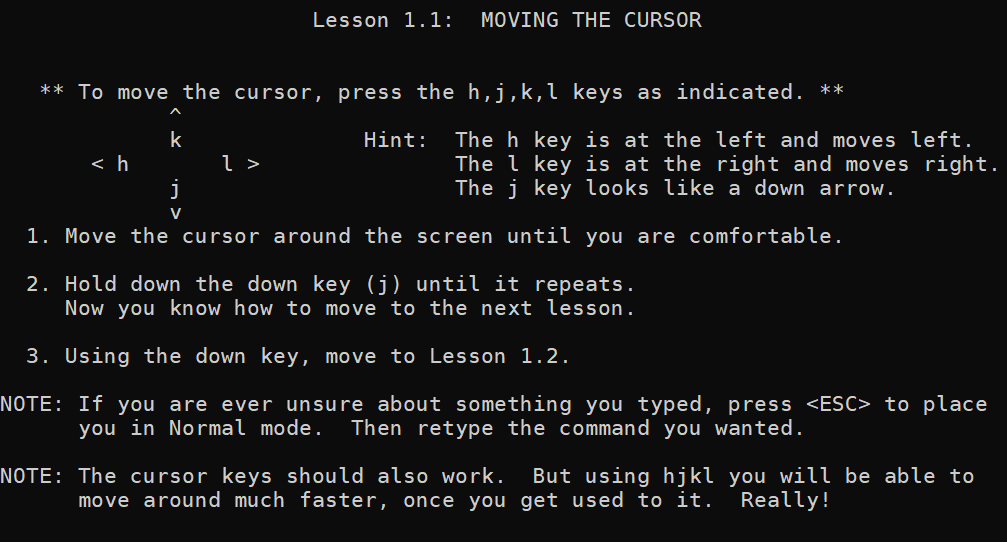 Lesson 1.1:  MOVING THE CURSOR
** To move the cursor, press the h,j,k,l keys as indicated. **
^
k              Hint:  The h key is at the left and moves left.
< h       l >               The l key is at the right and moves right.
j                     The j key looks like a down arrow.
v
1. Move the cursor around the screen until you are comfortable.
2. Hold down the down key (j) until it repeats.
Now you know how to move to the next lesson.
3. Using the down key, move to Lesson 1.2.
NOTE: If you are ever unsure about something you typed, press <ESC> to place
you in Normal mode.  Then retype the command you wanted.
NOTE: The cursor keys should also work.  But using hjkl you will be able to
move around much faster, once you get used to it.  Really!